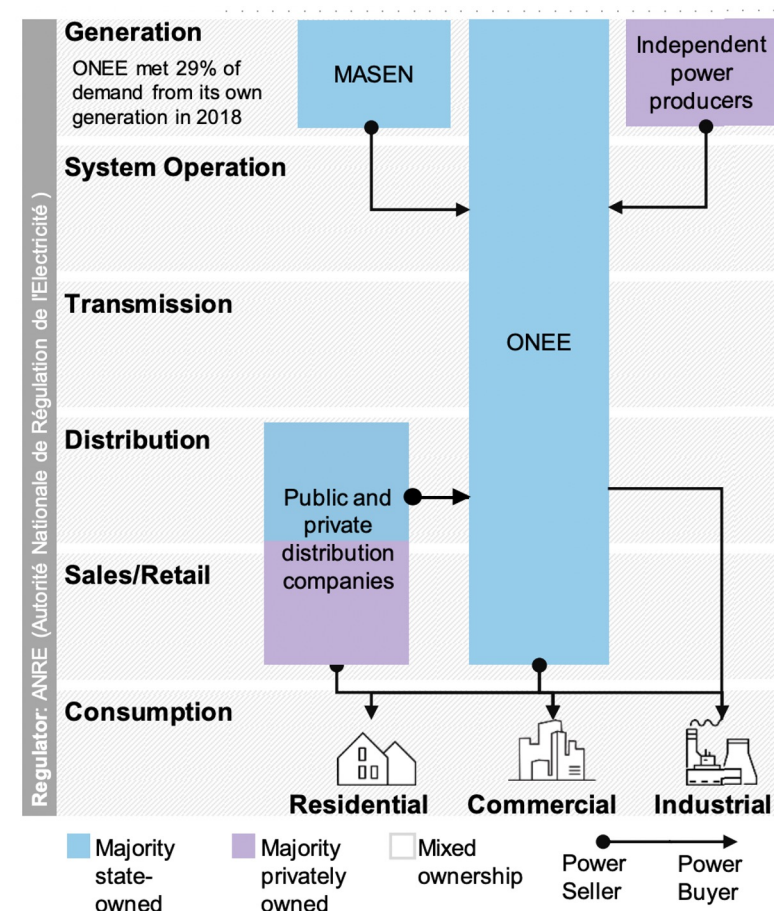 Regulator: ANRE (Autorité Nationale de Régulation de l'Electricité )
Generation
ONEE met 29% of
demand from its own
generation in 2018
MASEN
Independent
power
producers
System Operation
Transmission
ONEE
Distribution
Public and
private
distribution
companies
Sales/Retail
Consumption
Residential
Commercial
Industrial
Majority
state-
owned
Majority
privately
owned
Mixed
ownership
Power
Seller
Power
Buyer